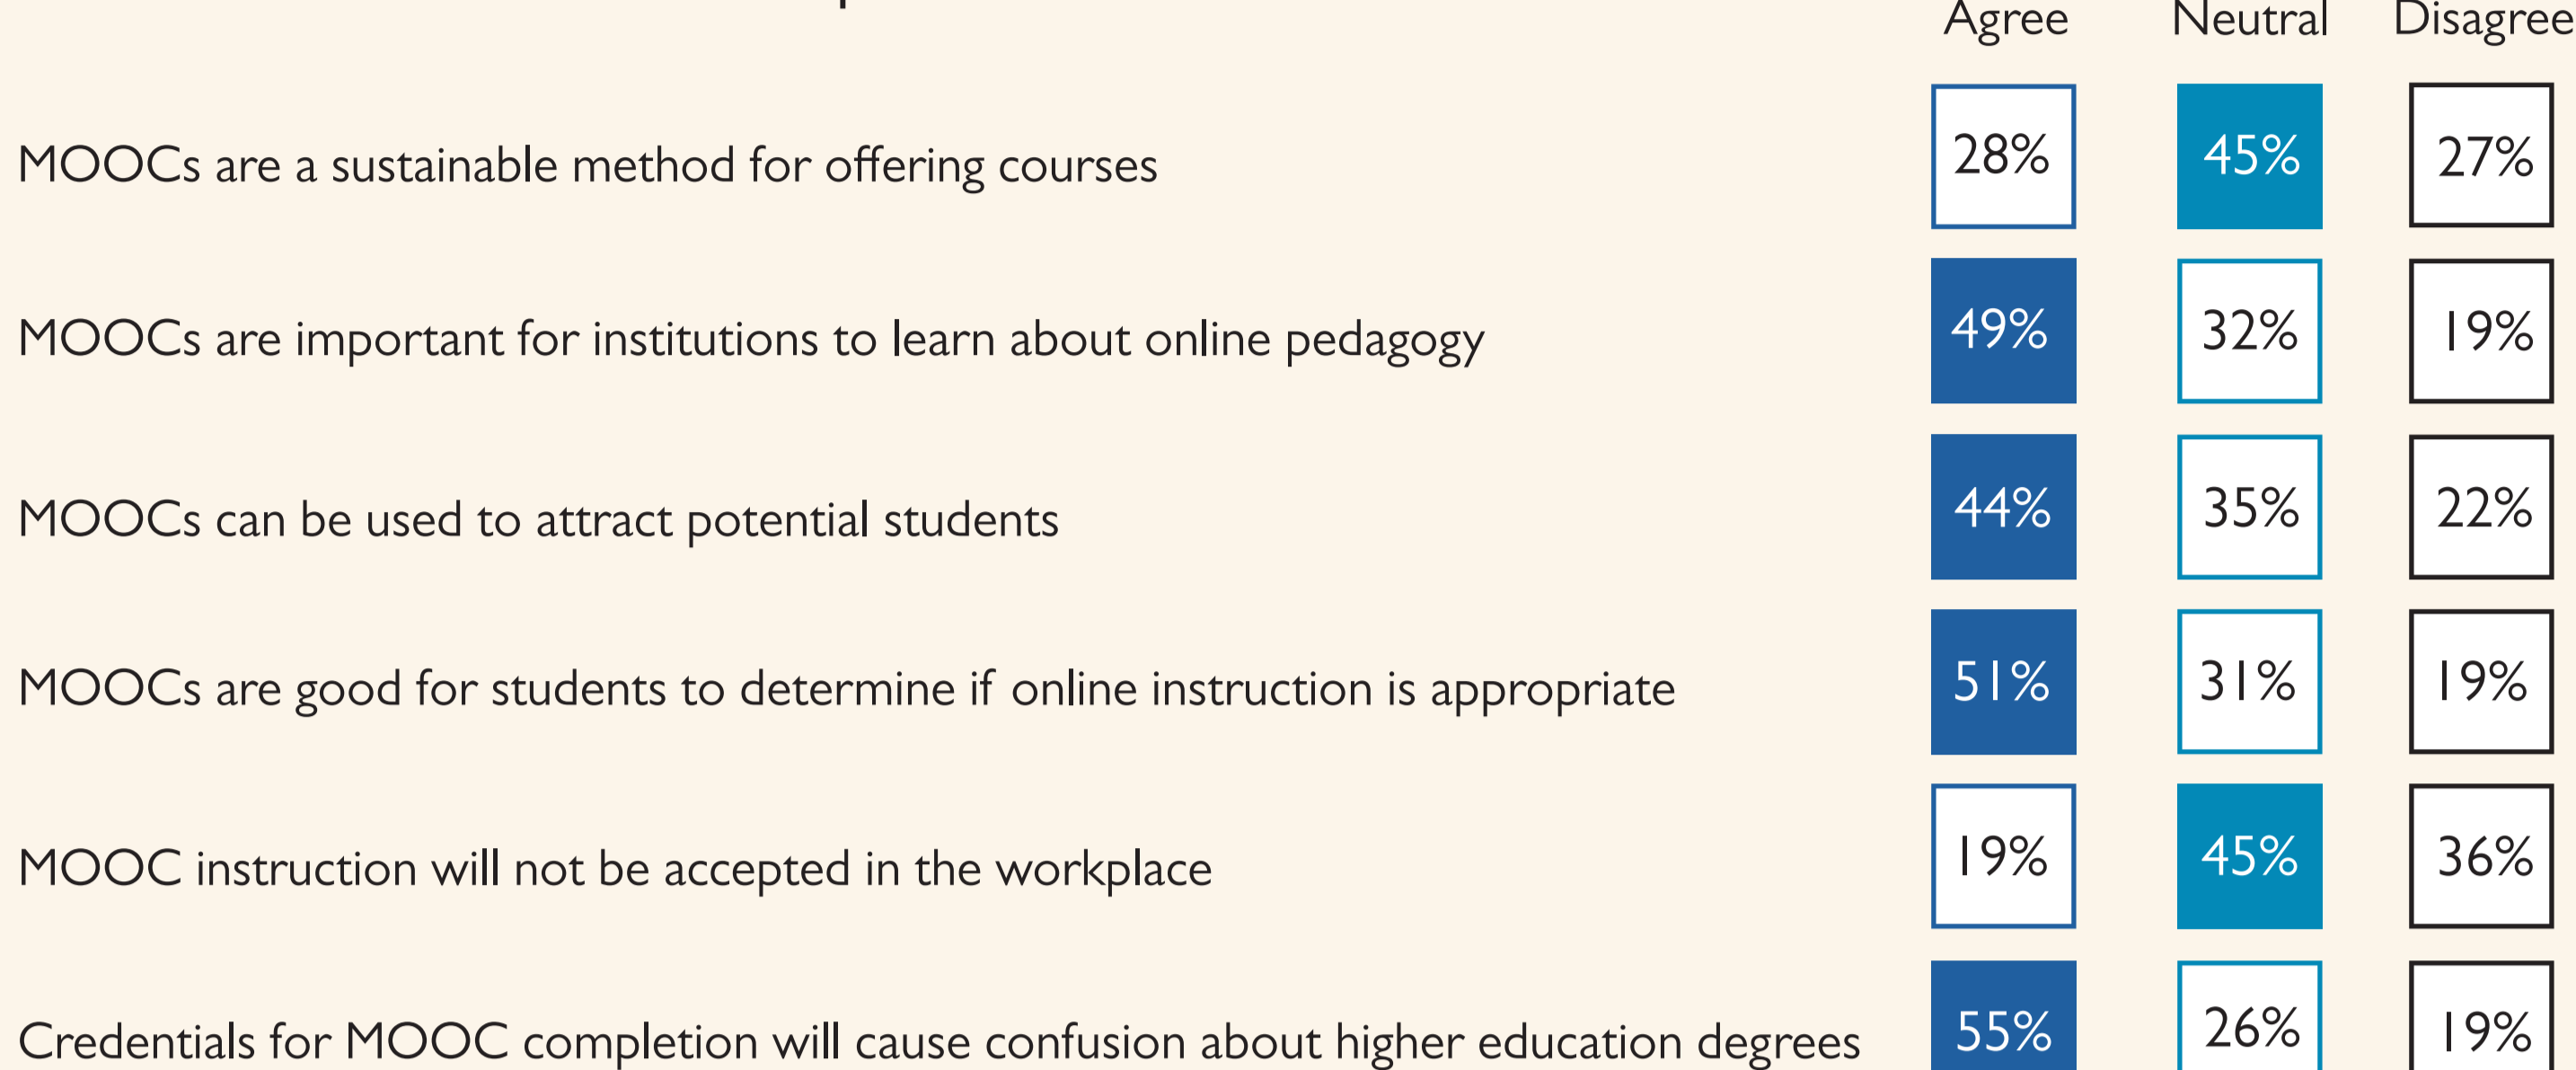 Agree Neutral Disagree
MOOCs are a sustainable method for offering courses 28% 45% 27%
MOOCs are important for institutions to learn about online pedagogy 49% 32% 19%
MOOCs can be used to attract potential students 44% 35% 22%
MOOCs are good for students to determine if online instruction is appropriate 51% 31% 19%
MOOC instruction will not be accepted in the workplace 19% 45% 36%
Credentials for MOOC completion will cause confusion about higher education degrees 55% 26% 19%